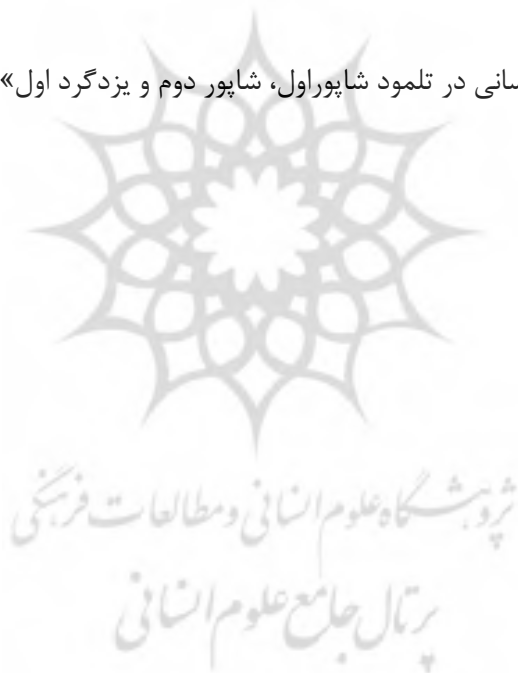 سانی در تلمود شاپوراول، شاپور دوم و یزدگرد اول»
پژوهشگاه علوم انسانی و مطالعات فرهنگی
پرتال جامع علوم انسانی